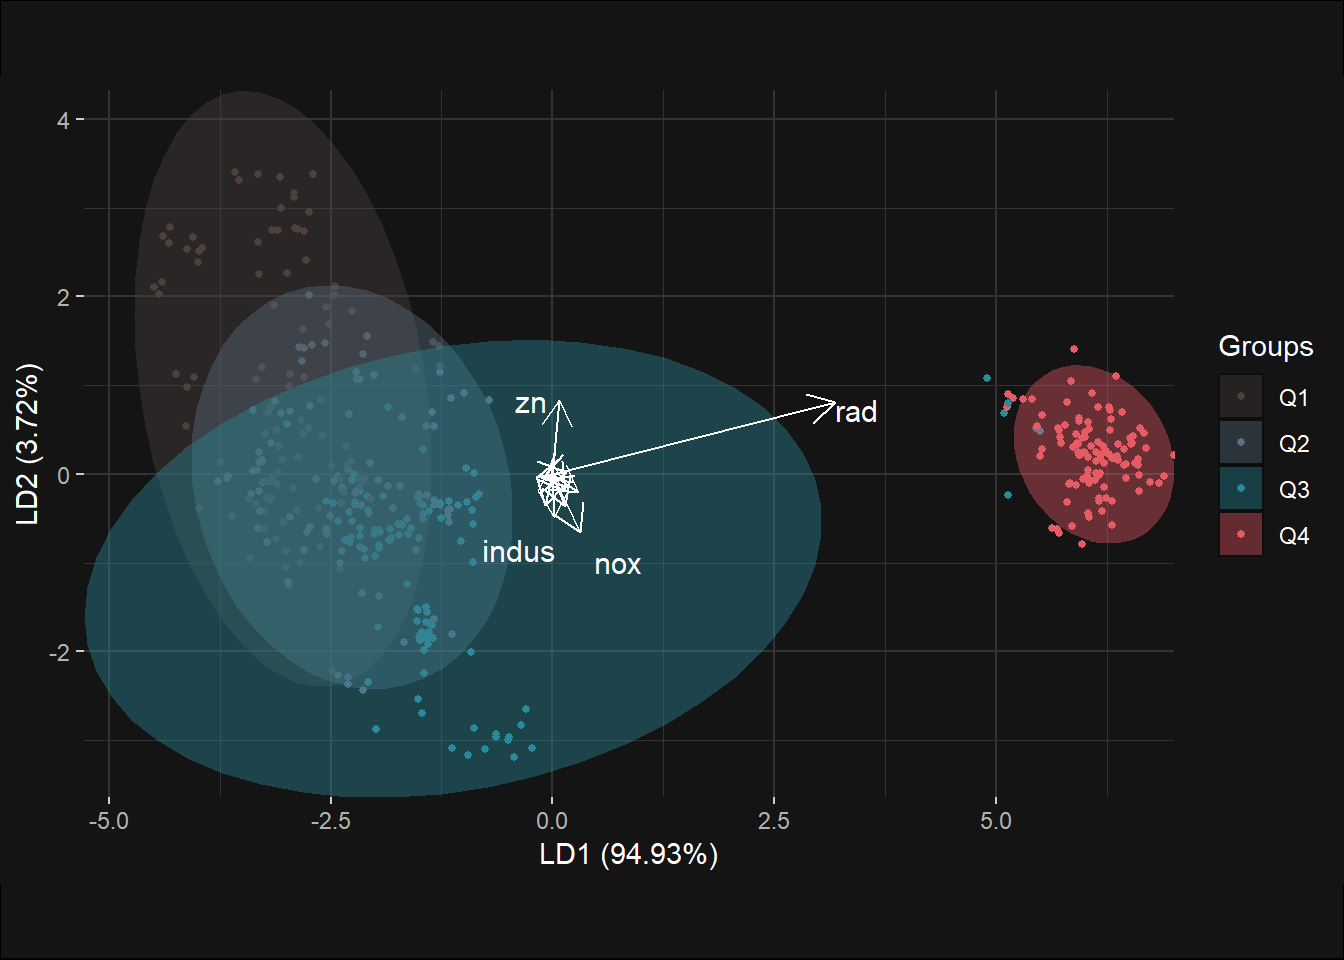 4
2
0
-2
LD2 (3.72%)
zn
rad
indus
nox
-5.0
-2.5
0.0
2.5
5.0
LD1 (94.93%)
Groups
Q1
Q2
Q3
Q4